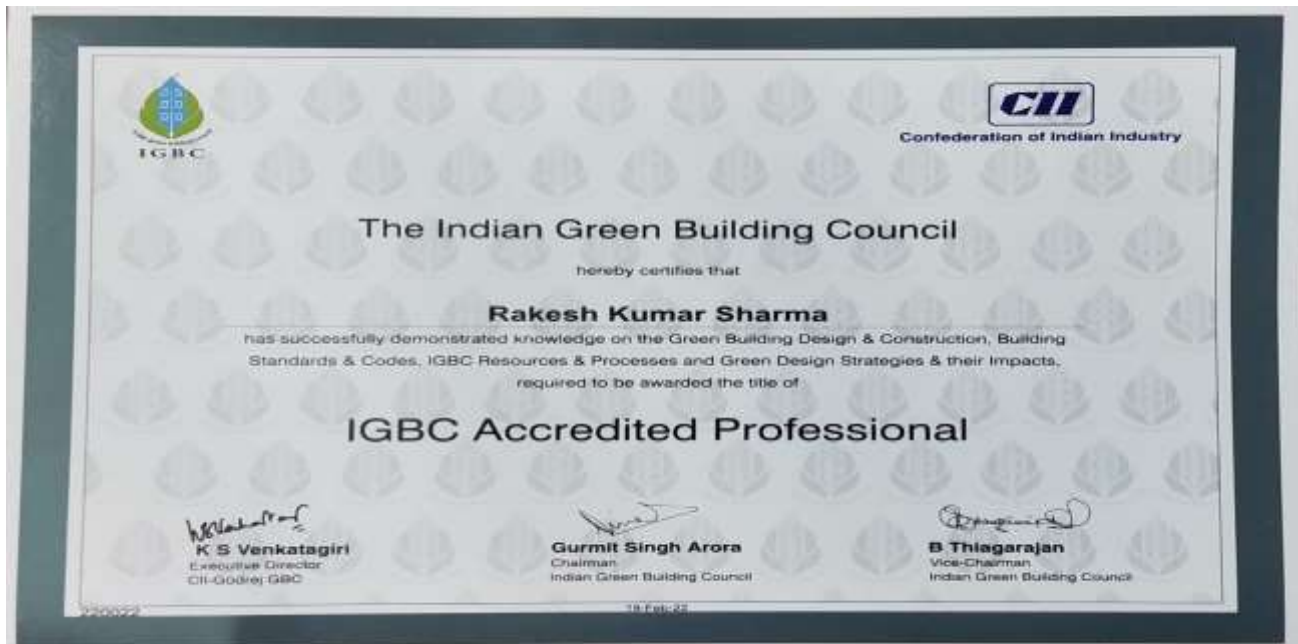 IGBC
CII
Confederation of Indian Industry
The Indian Green Building Council
hereby certifies that
Rakesh Kumar Sharma
has successfully demonstrated knowledge on the Green Building Design & Construction, Building
Standards & Codes, IGBC Resources & Processes and Green Design Strategies & their Impacts,
required to be awarded the title of
IGBC Accredited Professional
K S Venkatagiri
Executive Director
CII-Godrej GBC
Gurmit Singh Arora
Chairman
Indian Green Building Council
B Thiagarajan
Vice-Chairman
Indian Green Building Council
220022
19-Feb-22